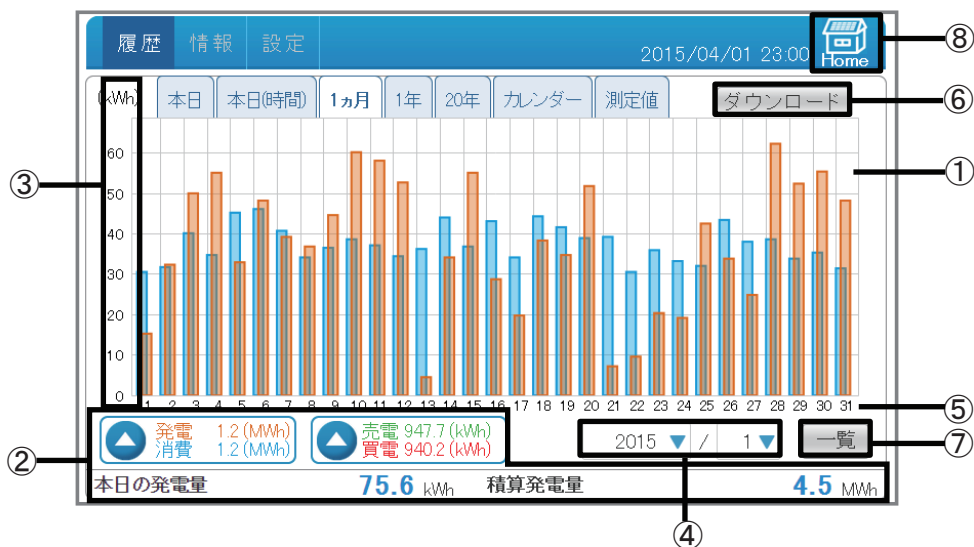 履歴 情報 設定 2015/04/01 23:00 Home ⑧
(kWh) 本日 本日(時間) 1ヵ月 1年 20年 カレンダー 測定値 ダウンロード ⑥
60 ①
③ 50
40
30
20
10
0
1 2 3 4 5 6 7 8 9 10 11 12 13 14 15 16 17 18 19 20 21 22 23 24 25 26 27 28 29 30 31 ⑤
発電 1.2(MWh) 売電 947.7(kWh)
消費 1.2(MWh) 買電 940.2(kWh) 2015 ▼ / 1 ▼ 一覧 ⑦
②
本日の発電量 75.6 kWh 積算発電量 4.5 MWh
④